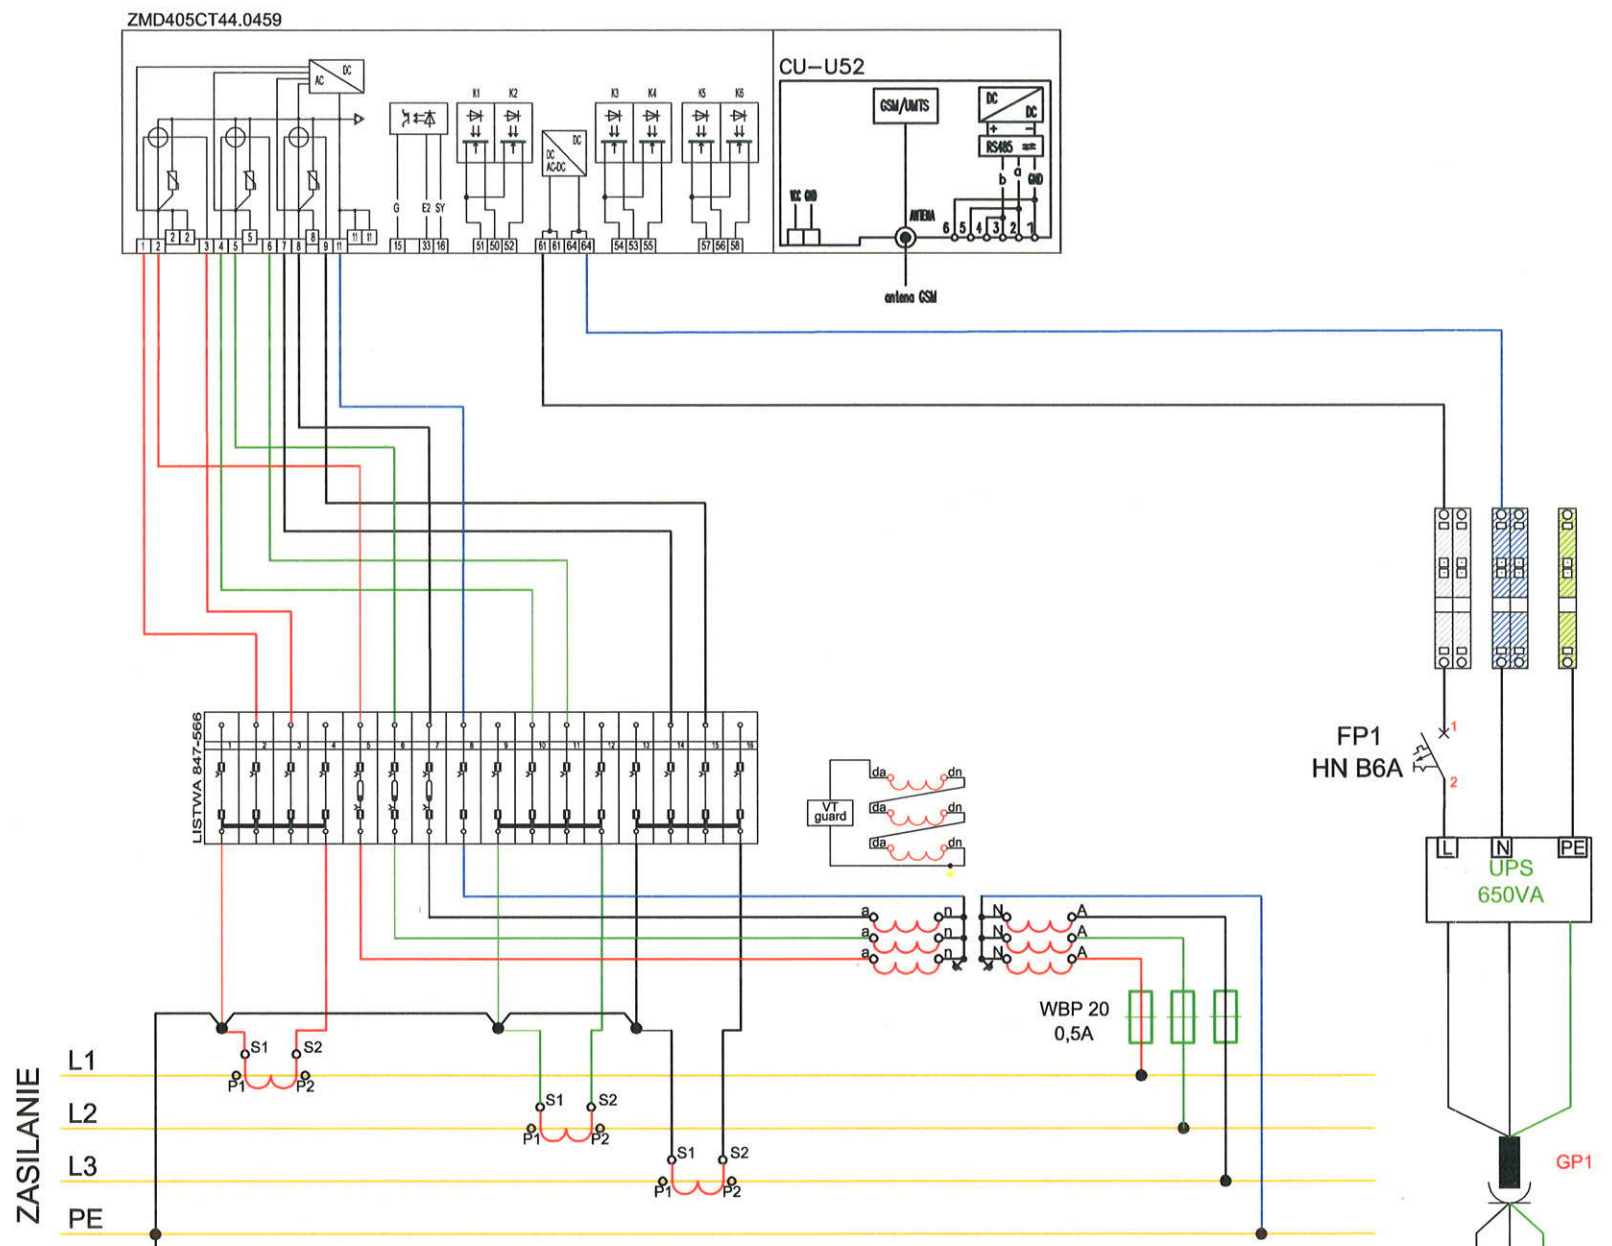 ZMD405CT44.0459
CU-U52
AC DC
GSM/UMTS
DC
DC
+ -
RS485
b a GND
VCC GND
ANTENA
6 5 4 3 2 1
antena GSM
K1 K2 K3 K4 K5 K6
DC DC
AC-DC
G E2 SY
2 2 5 8 11 11
1 2 3 4 5 6 7 8 9 11 15 33 16 51 50 52 61 61 64 64 54 53 55 57 56 58
LISTWA 847-566
1 2 3 4 5 6 7 8 9 10 11 12 13 14 15 16
FP1
HN B6A
1
2
L N PE
UPS
650VA
VT
guard
da dn
da dn
da dn
a n N A
a n N A
a n N A
WBP 20
0,5A
ZASILANIE
L1
S1 S2
P1 P2
L2
S1 S2
P1 P2
L3
S1 S2
P1 P2
PE
GP1